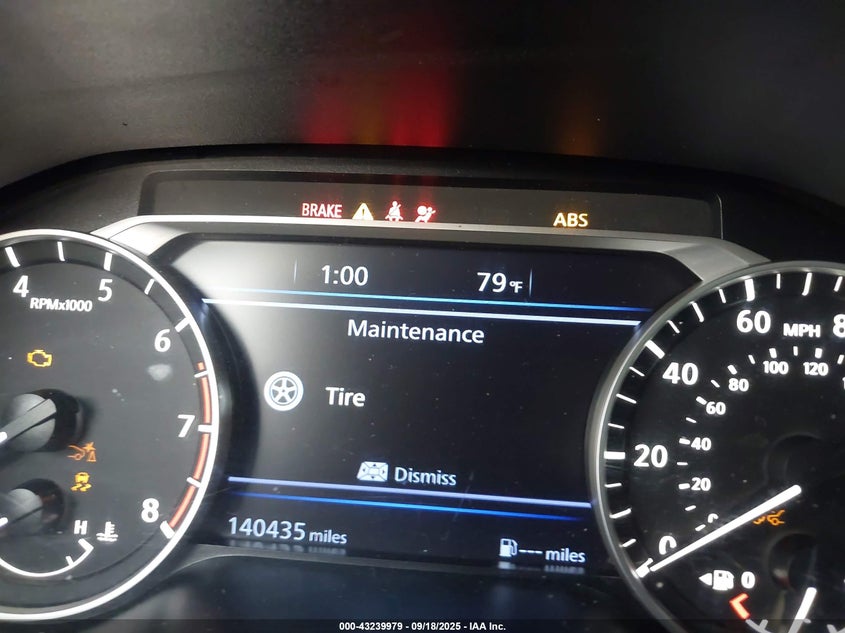 BRAKE ABS
1:00 79°F
4 5 6 7 8
RPMx1000
Maintenance
Tire
Dismiss
140435 miles
--- miles
H
60 MPH 8
40
20
0
100 120
80
60
40
20
0
000-43239979 - 09/18/2025 - IAA Inc.